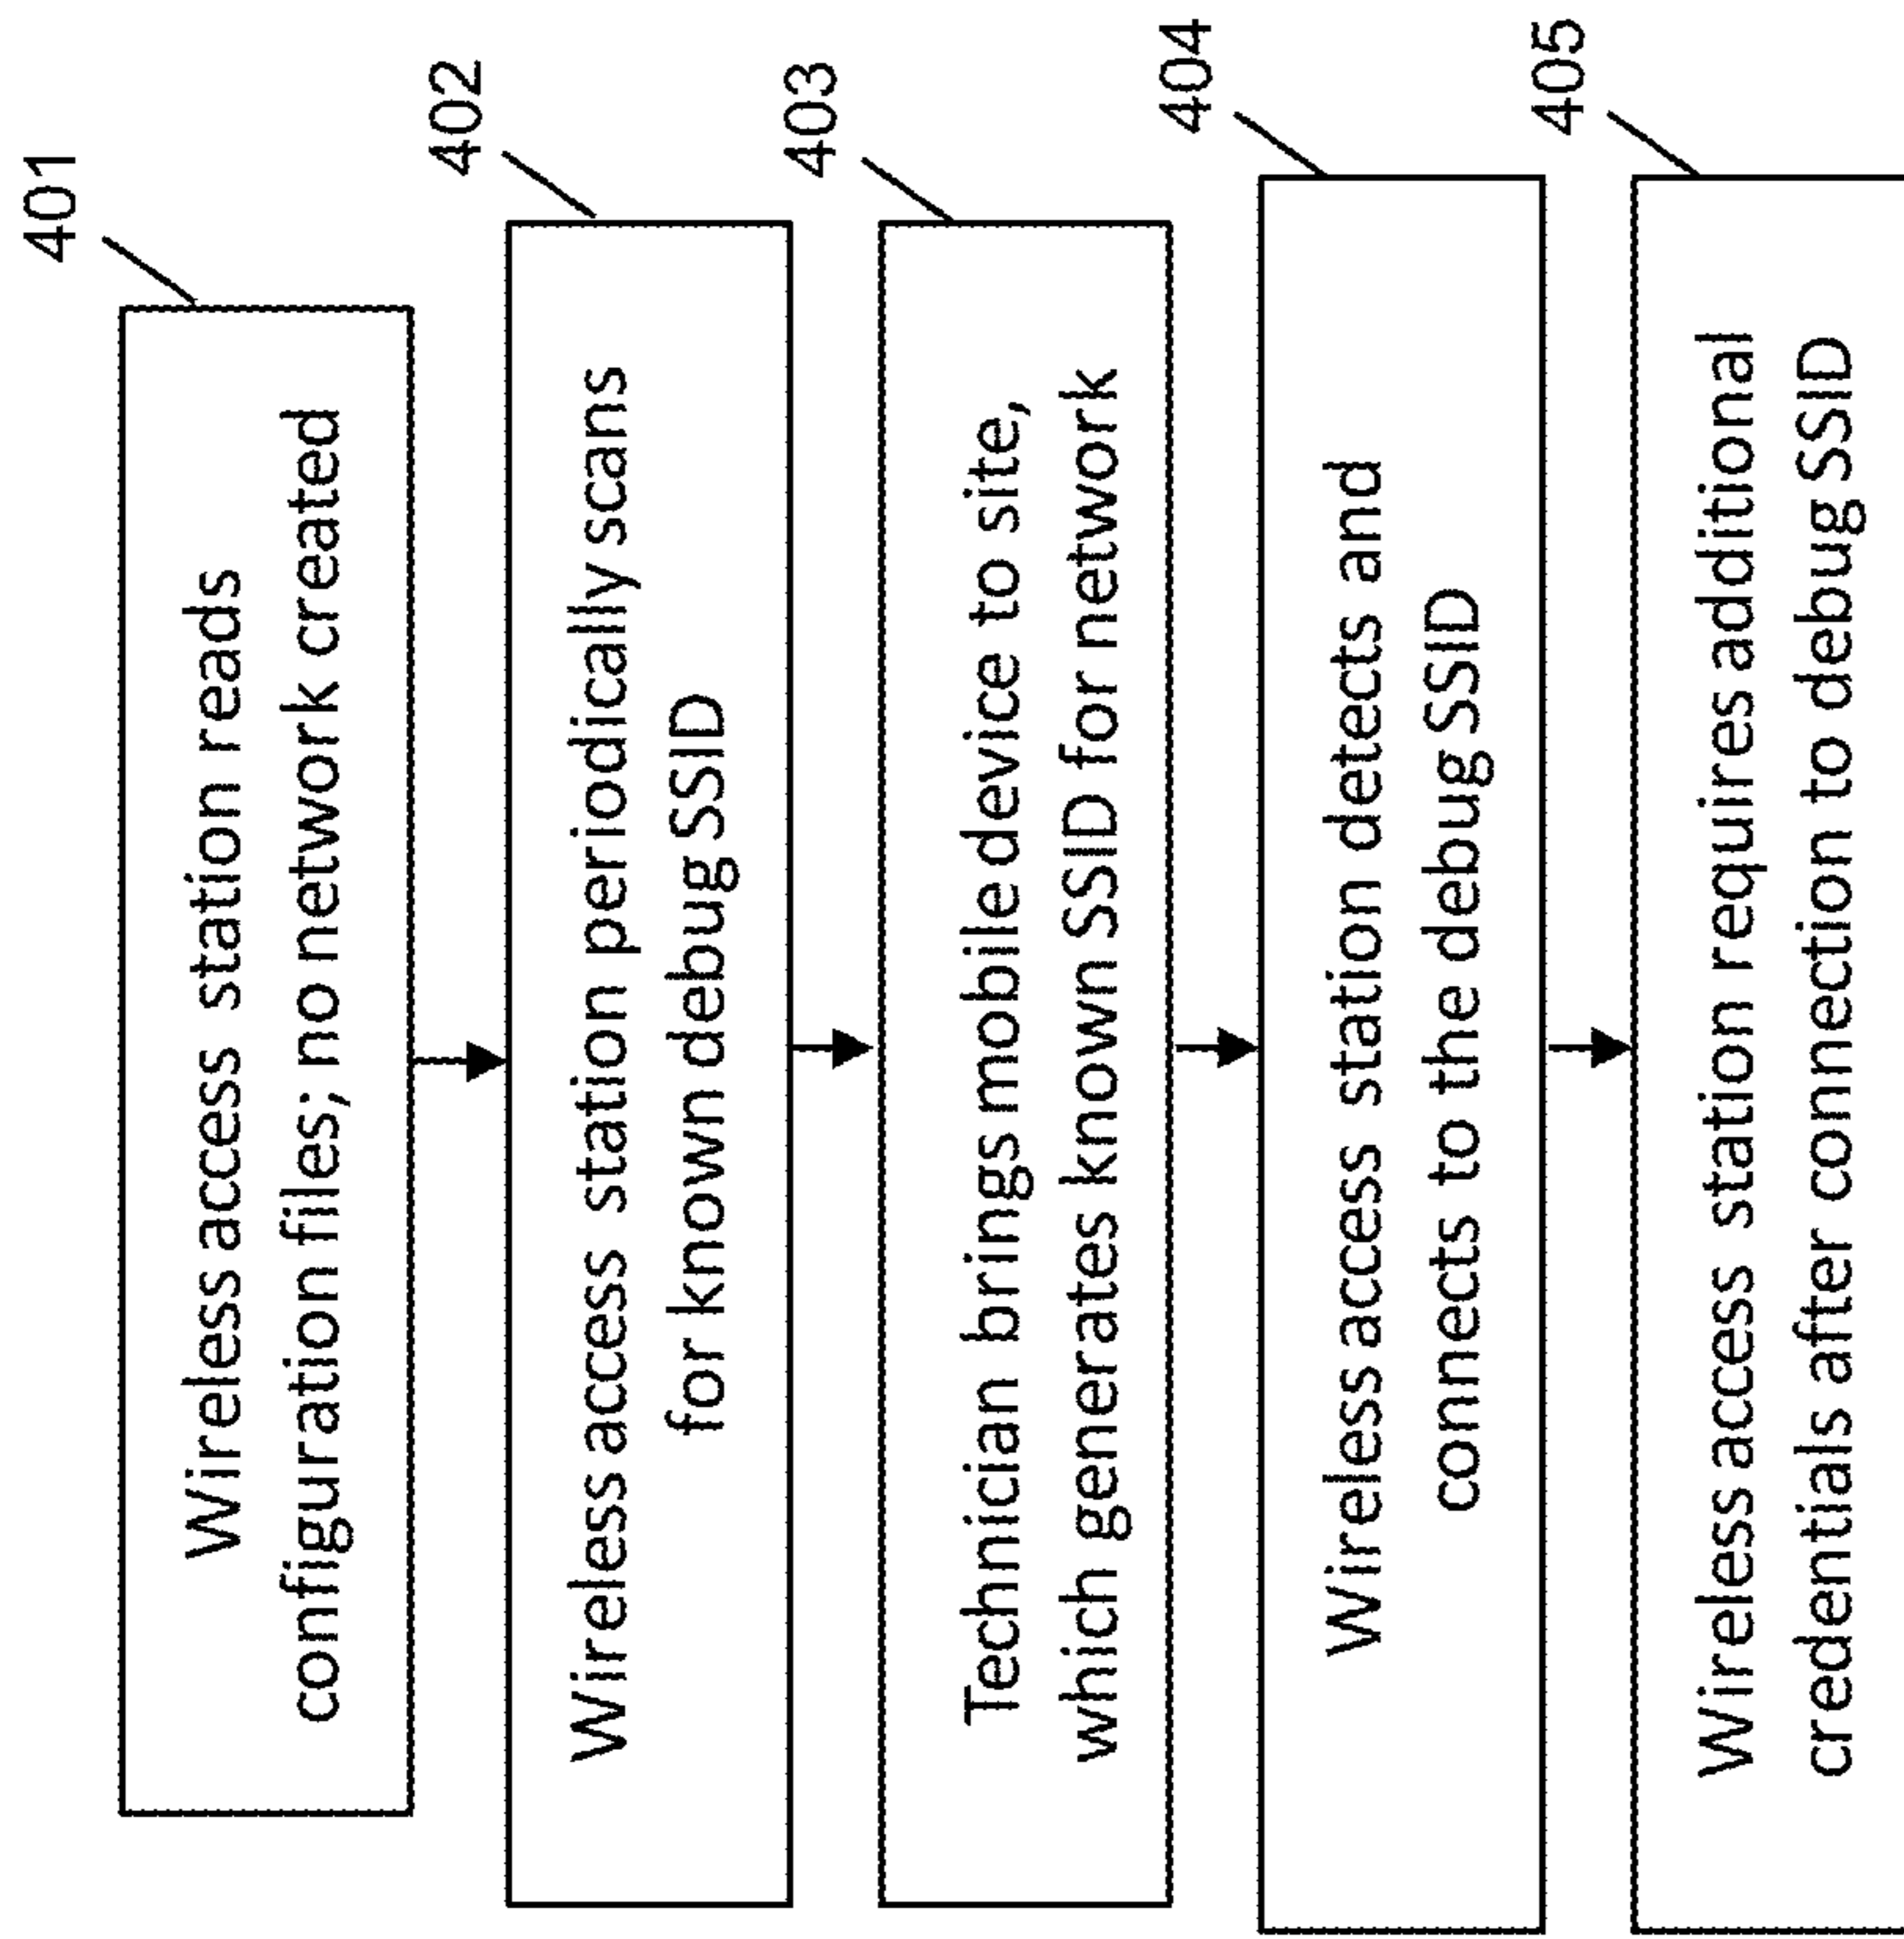 401
Wireless access station reads
configuration files; no network created
402
Wireless access station periodically scans
for known debug SSID
403
Technician brings mobile device to site,
which generates known SSID for network
404
Wireless access station detects and
connects to the debug SSID
405
Wireless access station requires additional
credentials after connection to debug SSID